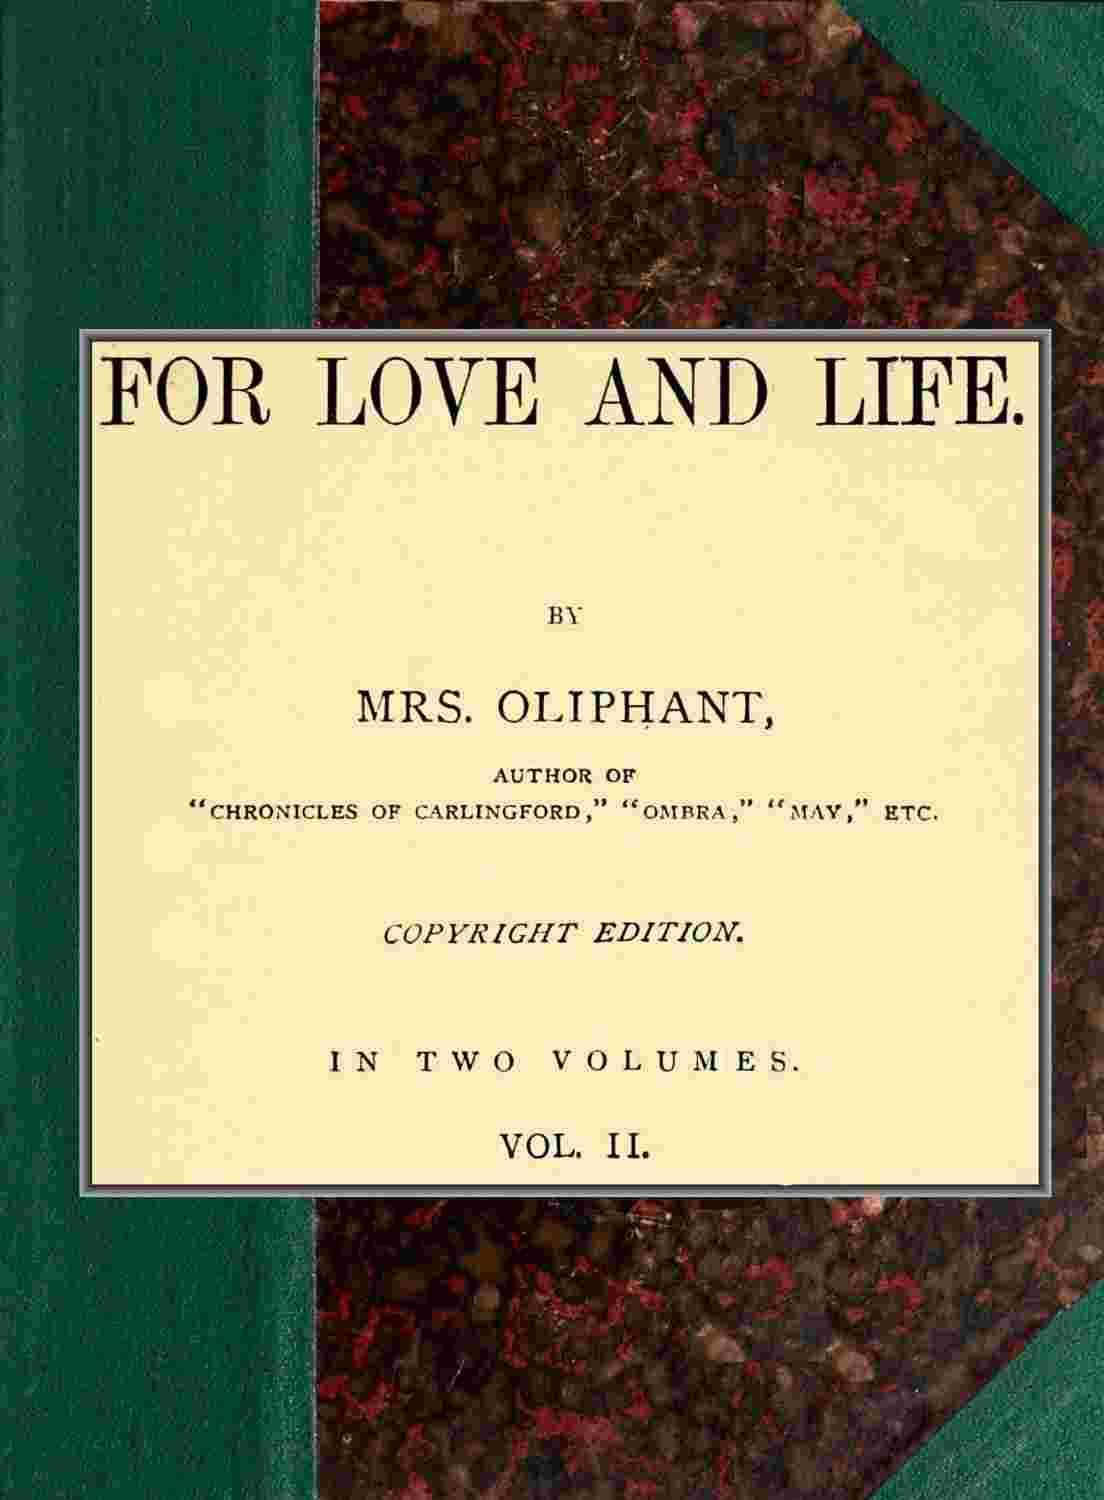 FOR LOVE AND LIFE.
BY
MRS. OLIPHANT,
AUTHOR OF
“CHRONICLES OF CARLINGFORD,” “OMBRA,” “MAY,” ETC.
COPYRIGHT EDITION.
IN TWO VOLUMES.
VOL. II.